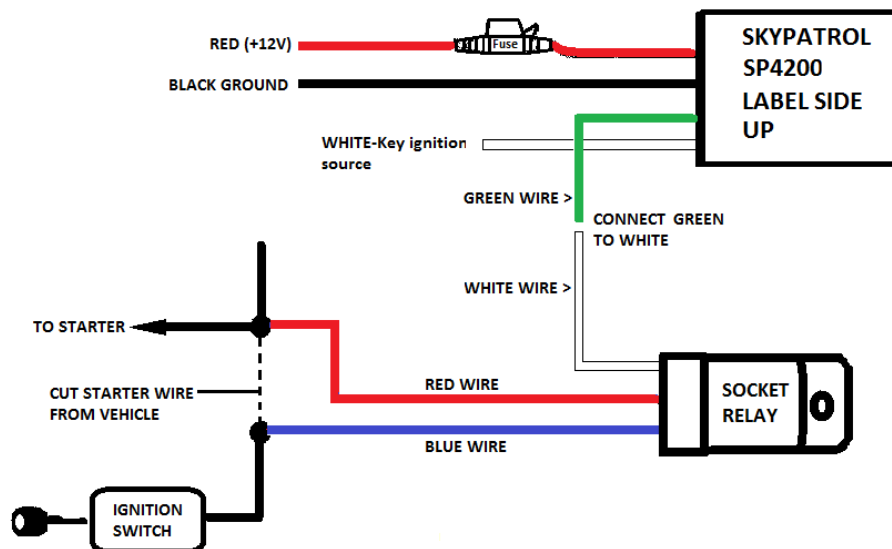 RED (+12V)
Fuse
SKYPATROL
SP4200
LABEL SIDE
UP
BLACK GROUND
WHITE-Key ignition
source
GREEN WIRE >
CONNECT GREEN
TO WHITE
WHITE WIRE >
TO STARTER
CUT STARTER WIRE
FROM VEHICLE
RED WIRE
SOCKET
RELAY
BLUE WIRE
IGNITION
SWITCH